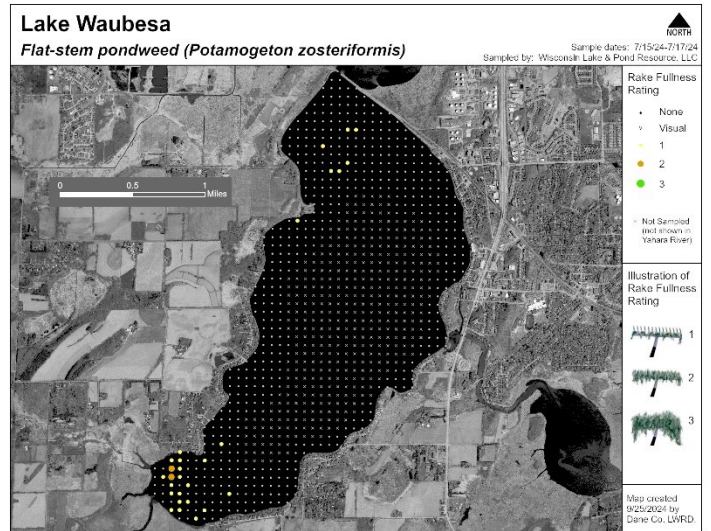 Lake Waubesa
Flat-stem pondweed (Potamogeton zosteriformis)
NORTH
Sample dates: 7/15/24-7/17/24
Sampled by: Wisconsin Lake & Pond Resource, LLC
Rake Fullness
Rating
None
Visual
1
2
3
Not Sampled
(not shown in
Yahara River)
0 0.5 1
Miles
Illustration of
Rake Fullness
Rating
1
2
3
Map created
9/25/2024 by
Dane Co. LWRD.